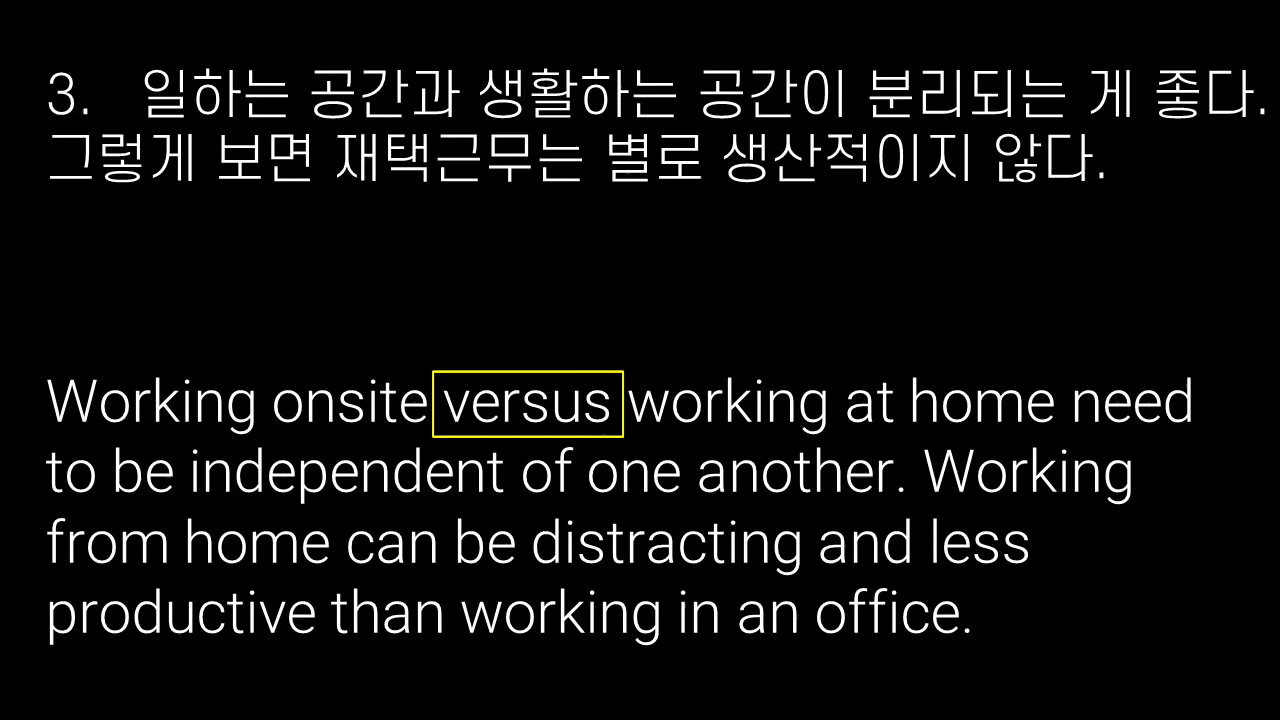 3. 일하는 공간과 생활하는 공간이 분리되는 게 좋다.
그렇게 보면 재택근무는 별로 생산적이지 않다.
Working onsite versus working at home need
to be independent of one another. Working
from home can be distracting and less
productive than working in an office.